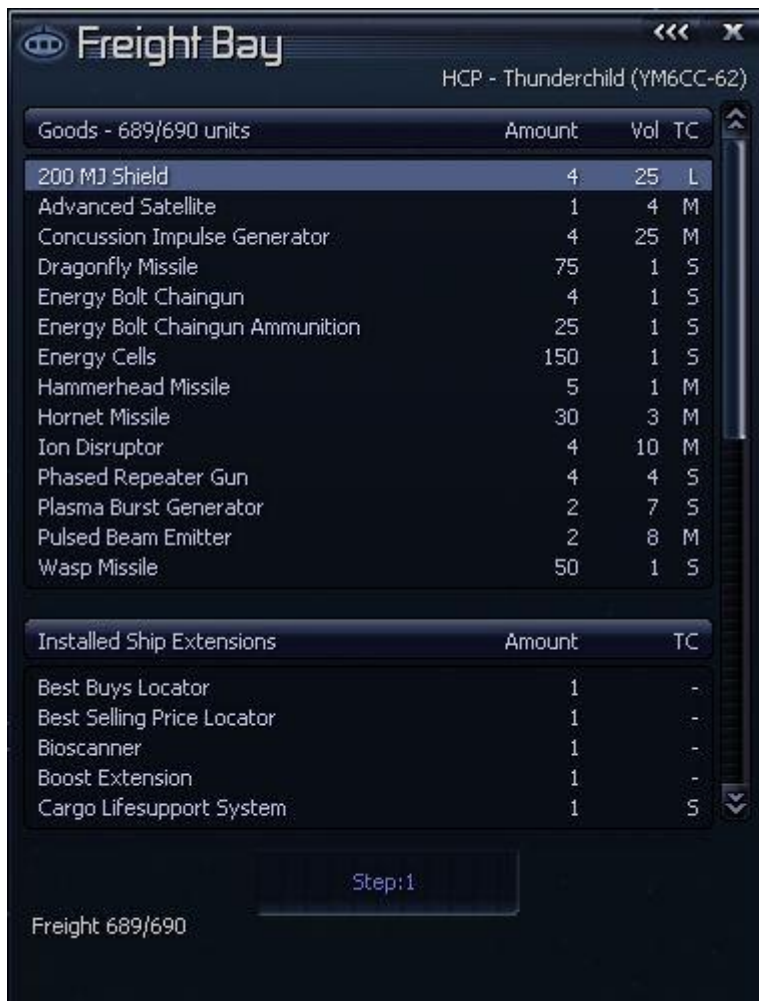 Freight Bay
HCP - Thunderchild (YM6CC-62)
Goods - 689/690 units Amount Vol TC
200 MJ Shield 4 25 L
Advanced Satellite 1 4 M
Concussion Impulse Generator 4 25 M
Dragonfly Missile 75 1 S
Energy Bolt Chaingun 4 1 S
Energy Bolt Chaingun Ammunition 25 1 S
Energy Cells 150 1 S
Hammerhead Missile 5 1 M
Hornet Missile 30 3 M
Ion Disruptor 4 10 M
Phased Repeater Gun 4 4 S
Plasma Burst Generator 2 7 S
Pulsed Beam Emitter 2 8 M
Wasp Missile 50 1 S
Installed Ship Extensions Amount TC
Best Buys Locator 1 -
Best Selling Price Locator 1 -
Bioscanner 1 -
Boost Extension 1 -
Cargo Lifesupport System 1 S
Step:1
Freight 689/690